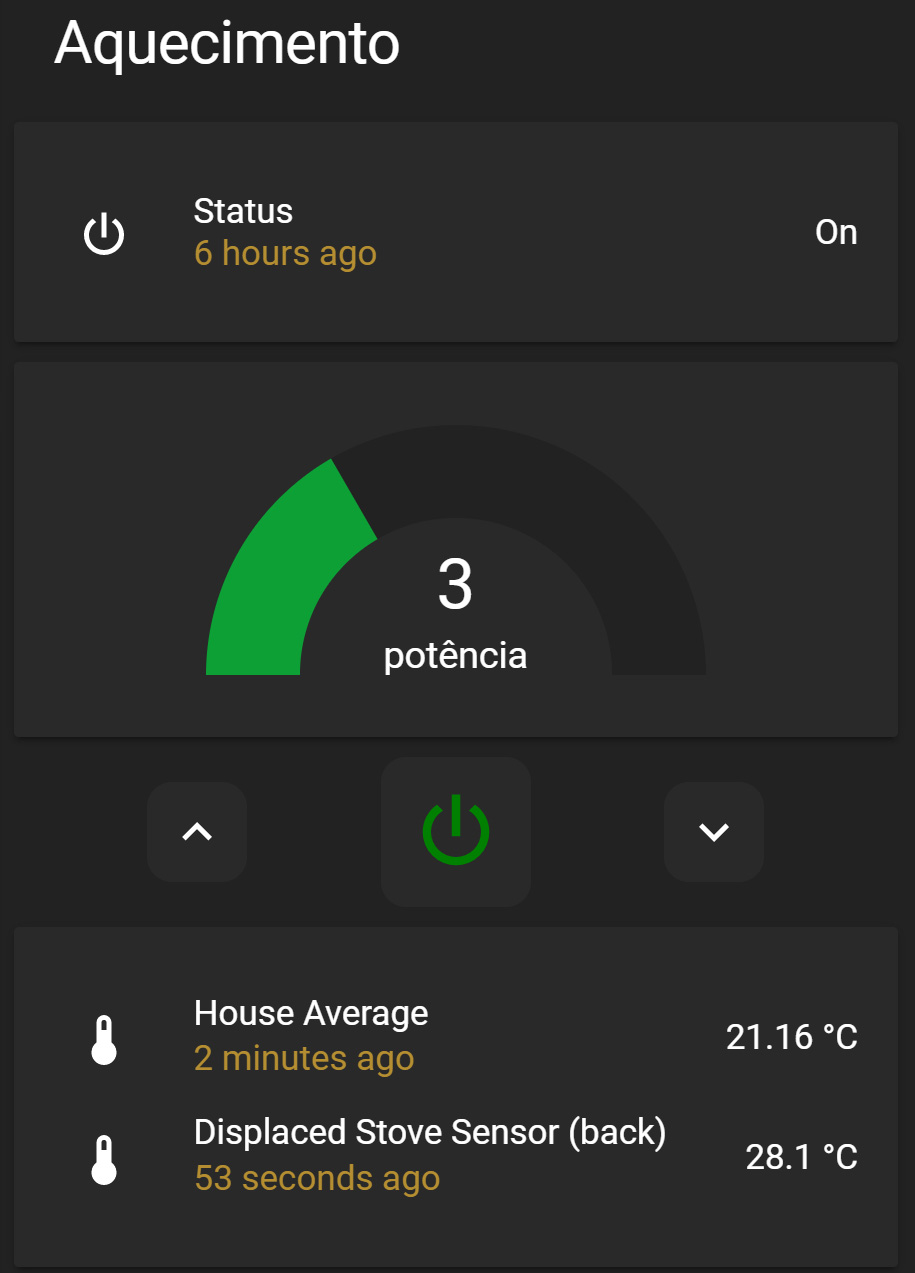 Aquecimento
Status
6 hours ago
On
3
potência
House Average
2 minutes ago
21.16 °C
Displaced Stove Sensor (back)
53 seconds ago
28.1 °C